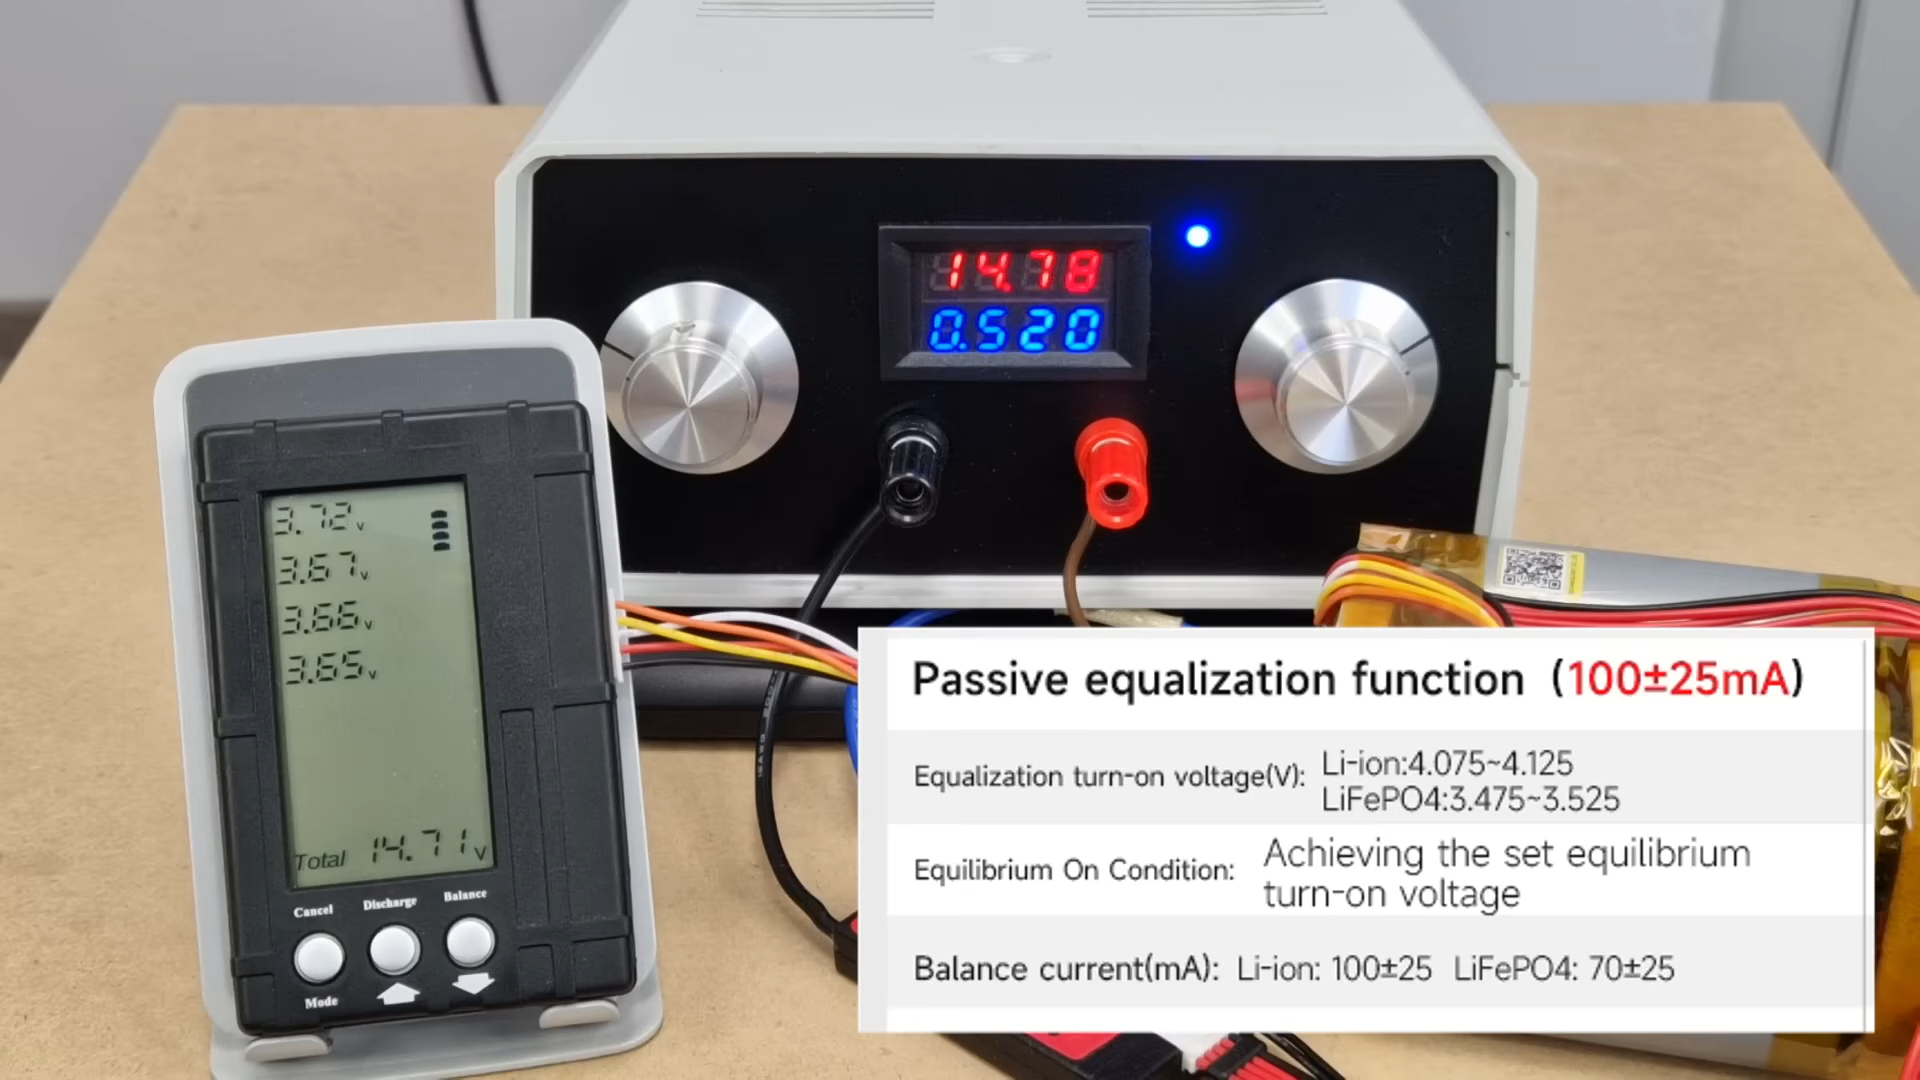 14.78
0.520
3.72v
3.67v
3.66v
3.65v
Total 14.71v
Cancel Discharge Balance
Mode
Passive equalization function (100±25mA)
Equalization turn-on voltage(V): Li-ion:4.075~4.125
LiFePO4:3.475~3.525
Equilibrium On Condition: Achieving the set equilibrium
turn-on voltage
Balance current(mA): Li-ion: 100±25 LiFePO4: 70±25